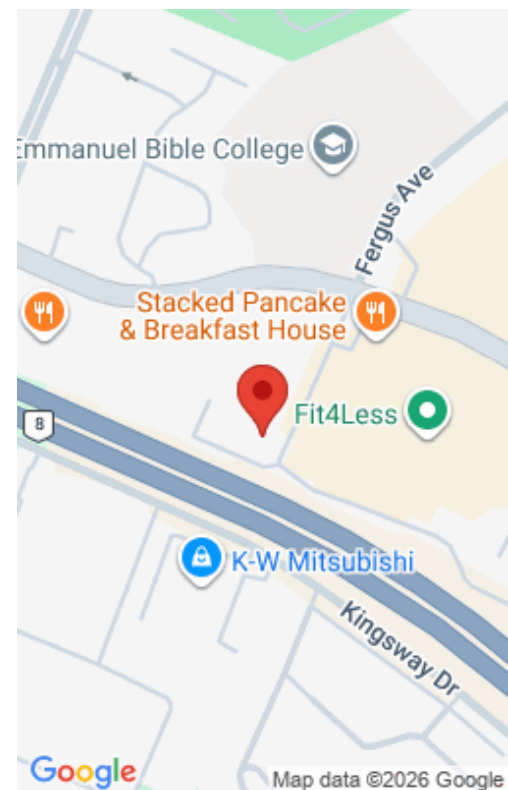 Emmanuel Bible College
Fergus Ave
Stacked Pancake
& Breakfast House
Fit4Less
8
K-W Mitsubishi
Kingsway Dr
Google
Map data ©2026 Google